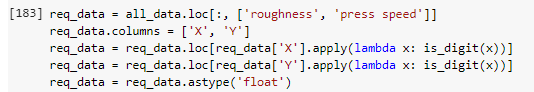 [183] req_data = all_data.loc[:, ['roughness', 'press speed']]
req_data.columns = ['X', 'Y']
req_data = req_data.loc[req_data['X'].apply(lambda x: is_digit(x))]
req_data = req_data.loc[req_data['Y'].apply(lambda x: is_digit(x))]
req_data = req_data.astype('float')